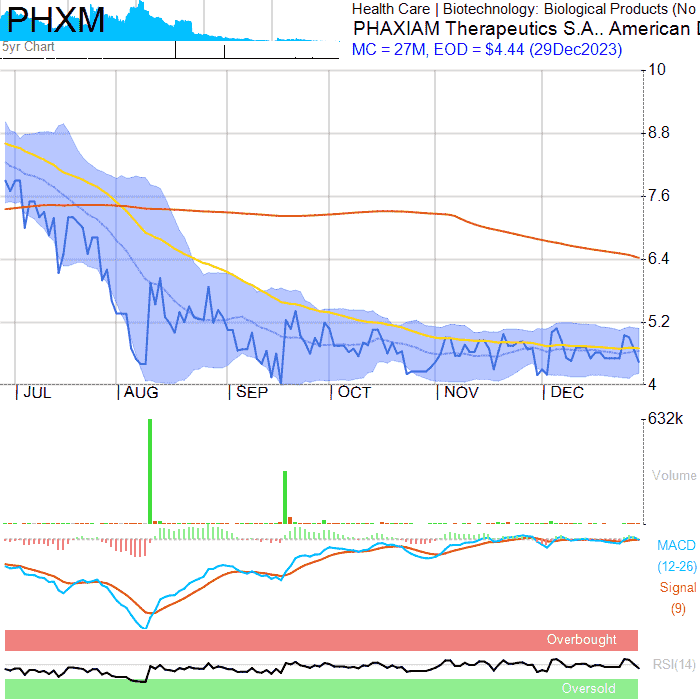 PHXM
5yr Chart
Health Care | Biotechnology: Biological Products (No
PHAXIAM Therapeutics S.A.. American
MC = 27M, EOD = $4.44 (29Dec2023)
10
8.8
7.6
6.4
5.2
4
JUL AUG SEP OCT NOV DEC
632k
Volume
MACD
(12-26)
Signal
(9)
Overbought
RSI(14)
Oversold